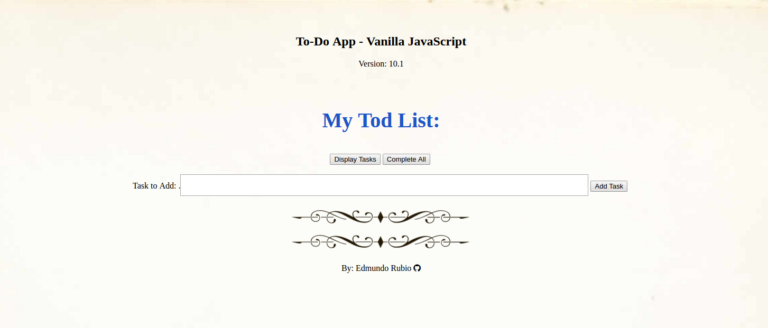 To-Do App - Vanilla JavaScript
Version: 10.1
My Tod List:
Display Tasks Complete All
Task to Add: . Add Task
By: Edmundo Rubio